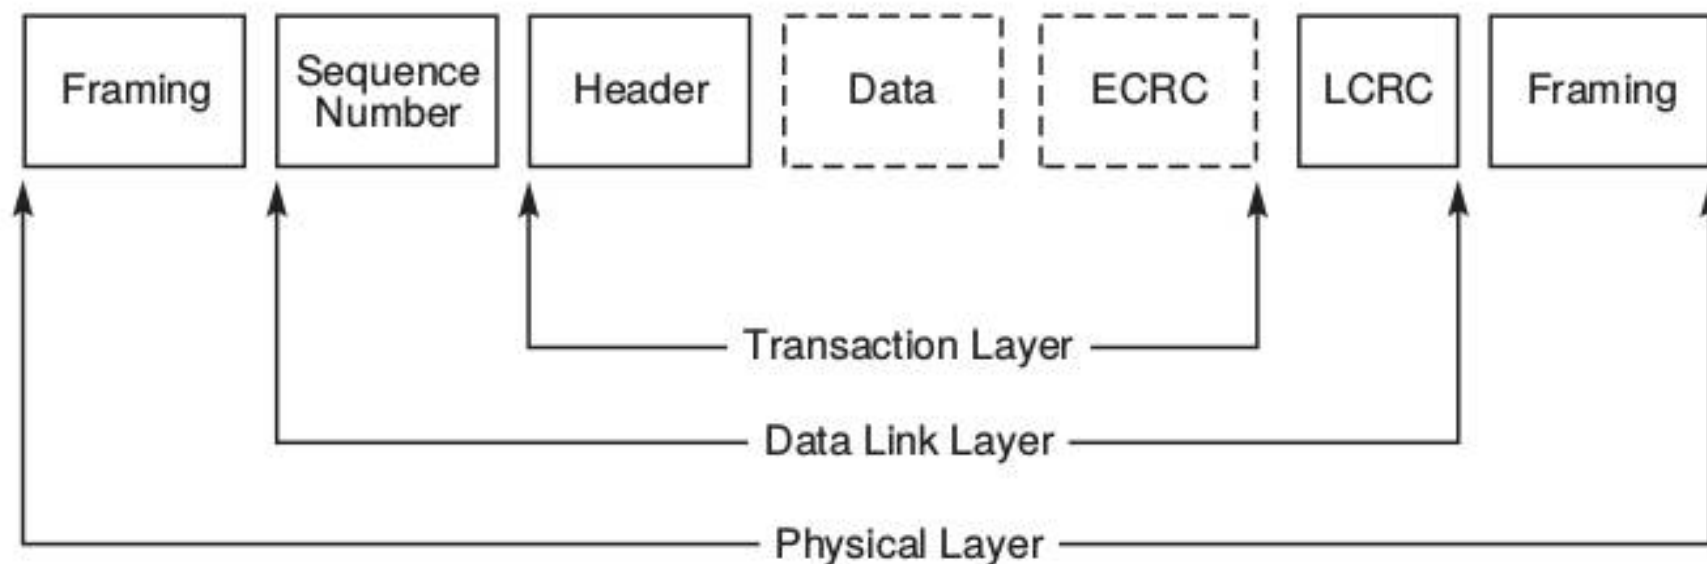 Framing
Sequence
Number
Header
Data
ECRC
LCRC
Framing
Transaction Layer
Data Link Layer
Physical Layer